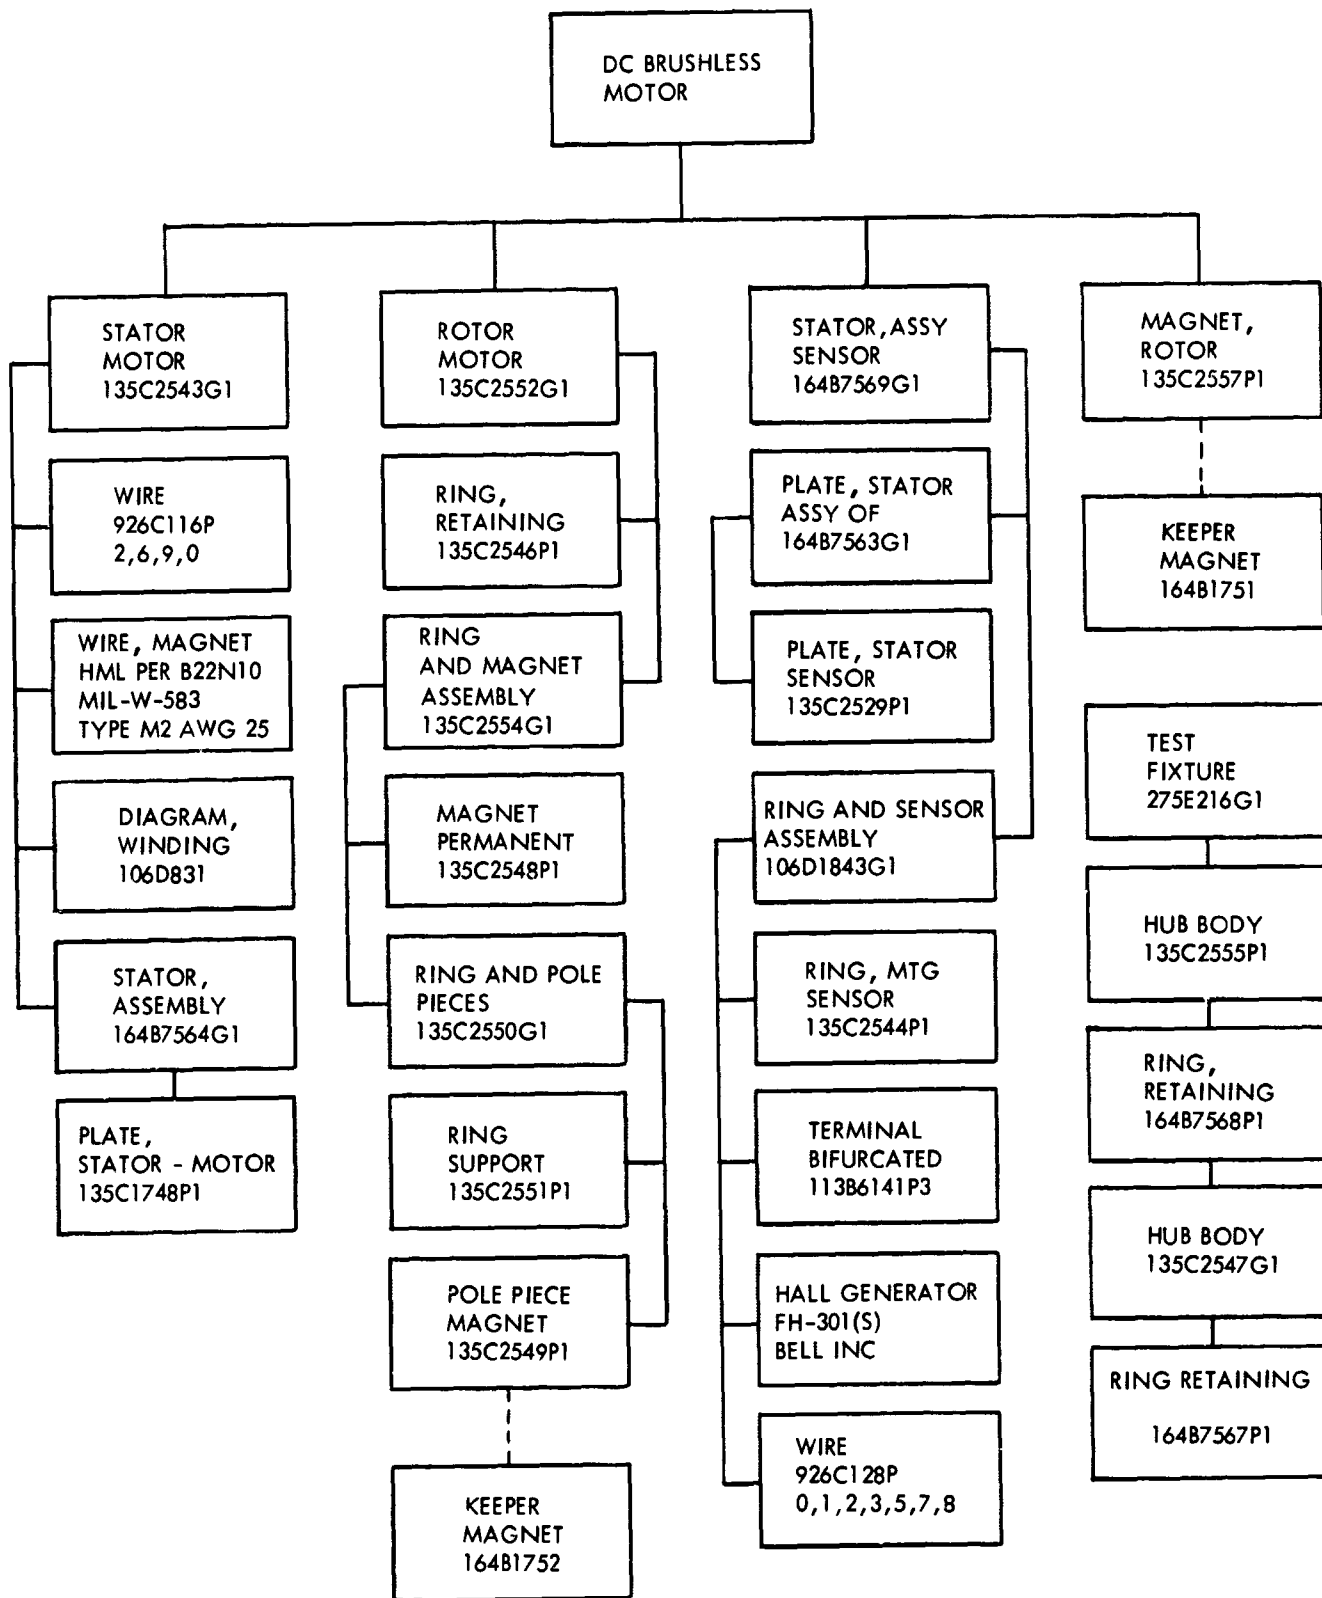 DC BRUSHLESS
MOTOR
STATOR
MOTOR
135C2543G1
WIRE
926C116P
2,6,9,0
WIRE, MAGNET
HML PER B22N10
MIL-W-583
TYPE M2 AWG 25
DIAGRAM,
WINDING
106D831
STATOR,
ASSEMBLY
164B7564G1
PLATE,
STATOR - MOTOR
135C1748P1
ROTOR
MOTOR
135C2552G1
RING,
RETAINING
135C2546P1
RING
AND MAGNET
ASSEMBLY
135C2554G1
MAGNET
PERMANENT
135C2548P1
RING AND POLE
PIECES
135C2550G1
RING
SUPPORT
135C2551P1
POLE PIECE
MAGNET
135C2549P1
KEEPER
MAGNET
164B1752
STATOR, ASSY
SENSOR
164B7569G1
PLATE, STATOR
ASSY OF
164B7563G1
PLATE, STATOR
SENSOR
135C2529P1
RING AND SENSOR
ASSEMBLY
106D1843G1
RING, MTG
SENSOR
135C2544P1
TERMINAL
BIFURCATED
113B6141P3
HALL GENERATOR
FH-301(S)
BELL INC
WIRE
926C128P
0,1,2,3,5,7,8
MAGNET,
ROTOR
135C2557P1
KEEPER
MAGNET
164B1751
TEST
FIXTURE
275E216G1
HUB BODY
135C2555P1
RING,
RETAINING
164B7568P1
HUB BODY
135C2547G1
RING RETAINING
164B7567P1